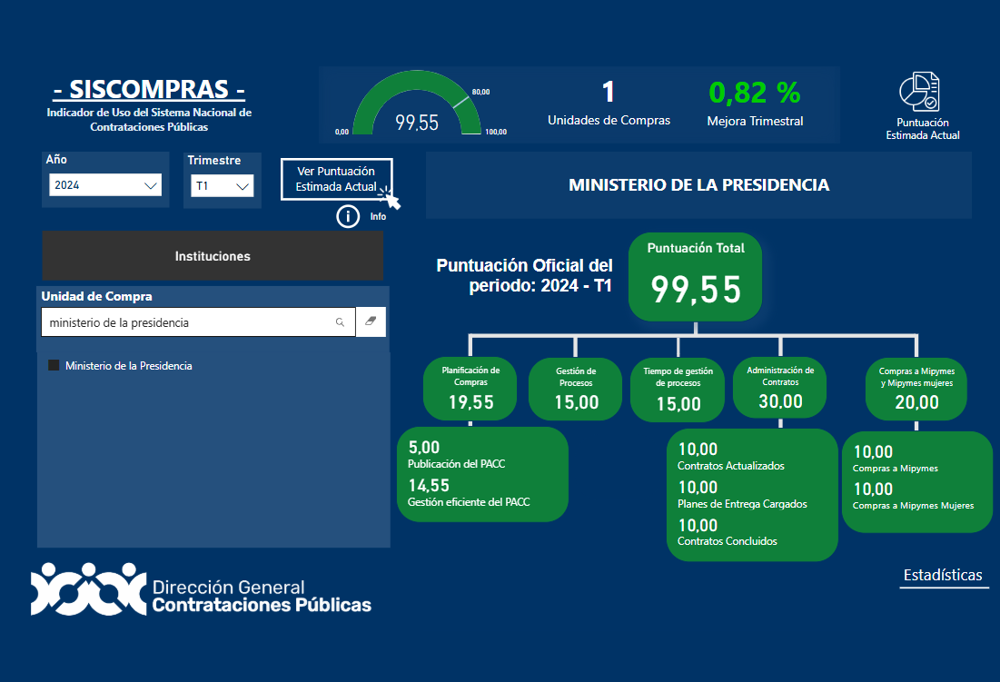 - SISCOMPRAS -
Indicador de Uso del Sistema Nacional de
Contrataciones Públicas
80,00
99,55
0,00
100,00
1
Unidades de Compras
0,82 %
Mejora Trimestral
Puntuación
Estimada Actual
Año
2024
Trimestre
T1
Ver Puntuación
Estimada Actual
Info
MINISTERIO DE LA PRESIDENCIA
Instituciones
Unidad de Compra
ministerio de la presidencia
Ministerio de la Presidencia
Puntuación Oficial del
periodo: 2024 - T1
Puntuación Total
99,55
Planificación de
Compras
19,55
Gestión de
Procesos
15,00
Tiempo de gestión
de procesos
15,00
Administración de
Contratos
30,00
Compras a Mipymes
y Mipymes mujeres
20,00
5,00
Publicación del PACC
14,55
Gestión eficiente del PACC
10,00
Contratos Actualizados
10,00
Planes de Entrega Cargados
10,00
Contratos Concluidos
10,00
Compras a Mipymes
10,00
Compras a Mipymes Mujeres
Dirección General
Contrataciones Públicas
Estadísticas